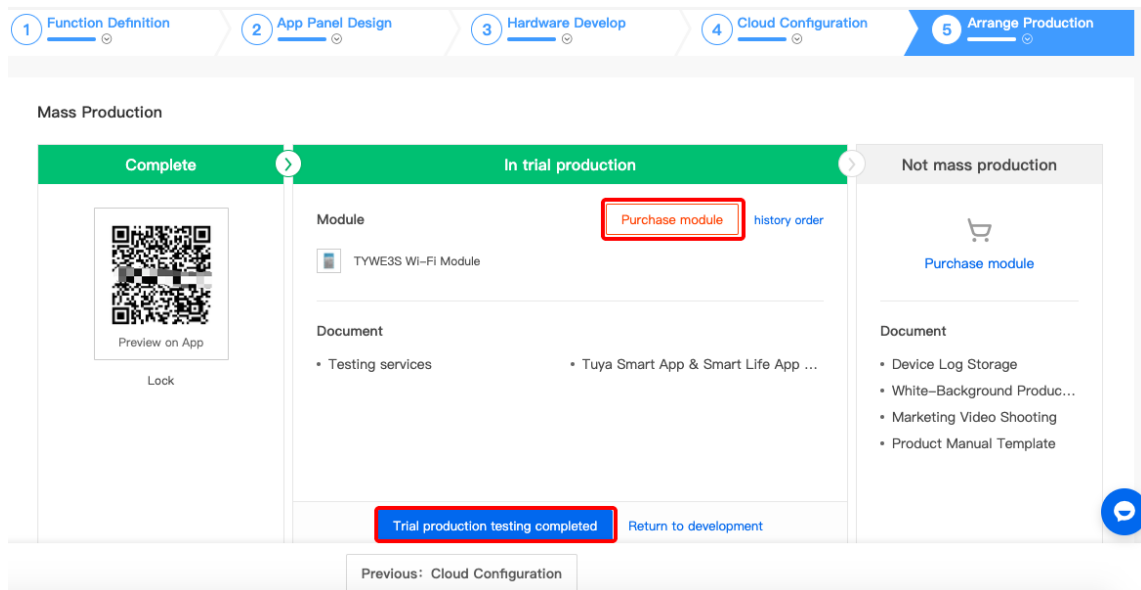 1 Function Definition
2 App Panel Design
3 Hardware Develop
4 Cloud Configuration
5 Arrange Production
Mass Production
Complete
In trial production
Not mass production
Preview on App
Lock
Module
Purchase module
history order
TYWE3S Wi-Fi Module
Document
• Testing services
• Tuya Smart App & Smart Life App ...
Purchase module
Document
• Device Log Storage
• White-Background Produc...
• Marketing Video Shooting
• Product Manual Template
Trial production testing completed
Return to development
Previous: Cloud Configuration